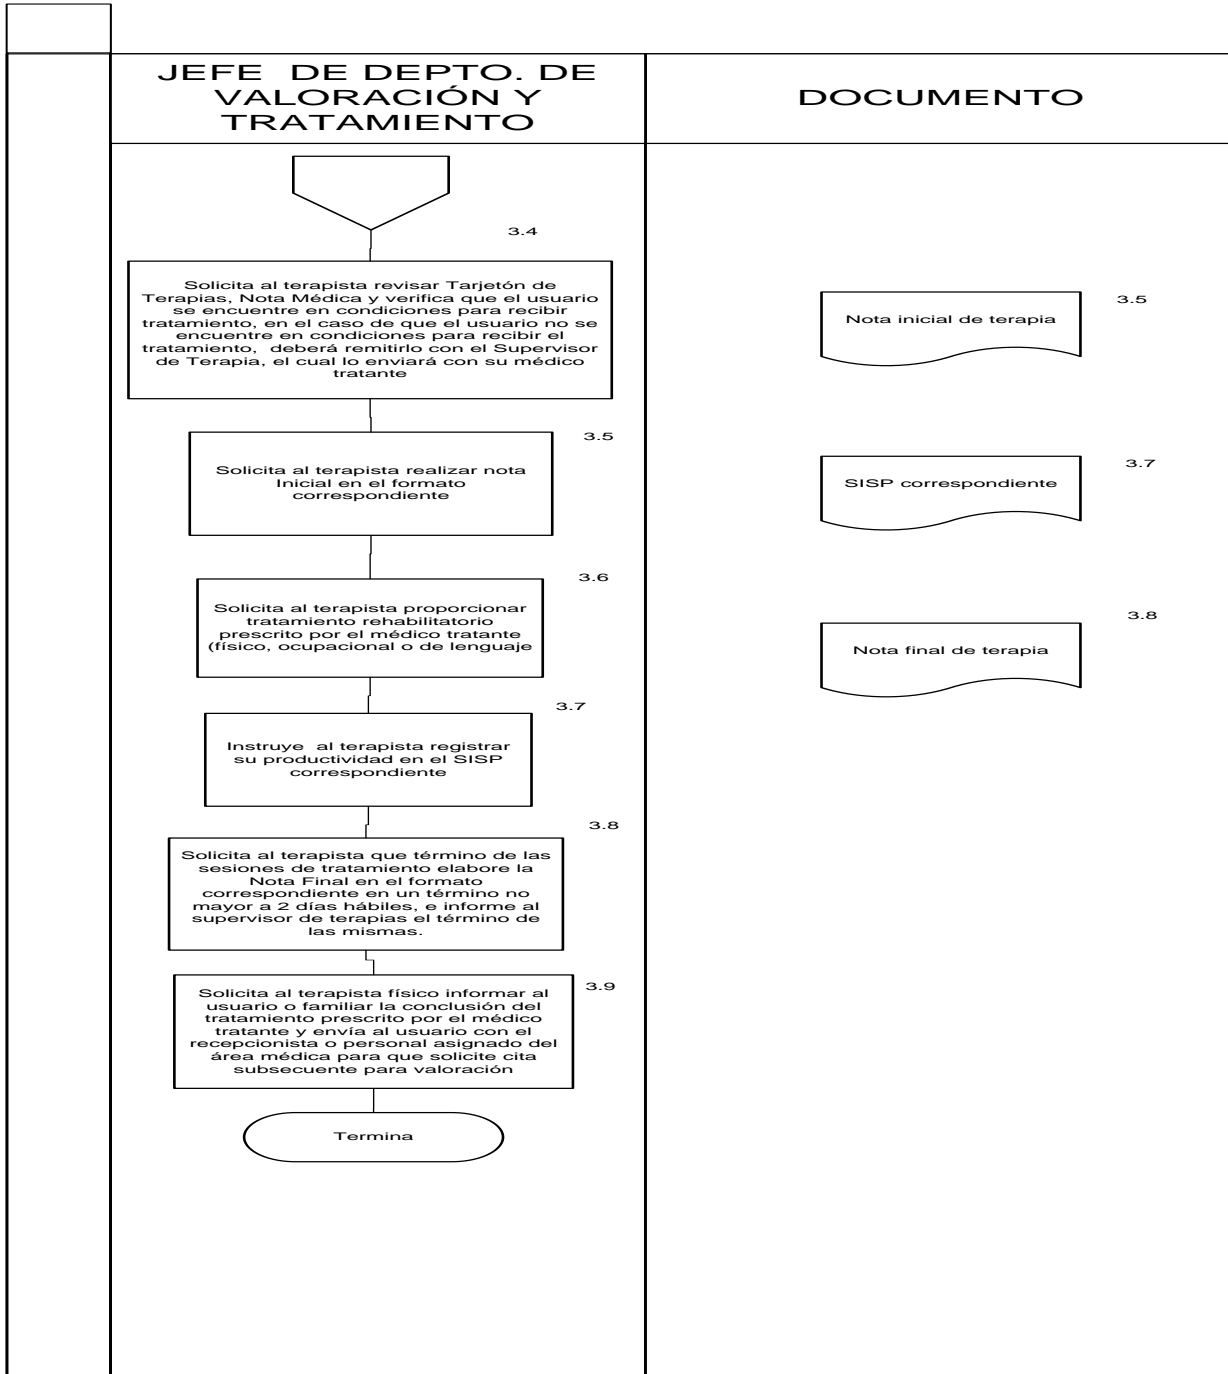 JEFE  DE DEPTO. DE
VALORACIÓN Y
TRATAMIENTO
DOCUMENTO
3.4
Solicita al terapista revisar Tarjetón de
Terapias, Nota Médica y verifica que el usuario
se encuentre en condiciones para recibir
tratamiento, en el caso de que el usuario no se
encuentre en condiciones para recibir el
tratamiento,  deberá remitirlo con el Supervisor
de Terapia, el cual lo enviará con su médico
tratante
3.5
Solicita al terapista realizar nota
Inicial en el formato
correspondiente
3.6
Solicita al terapista proporcionar
tratamiento rehabilitatorio
prescrito por el médico tratante
(físico, ocupacional o de lenguaje
3.7
Instruye  al terapista registrar
su productividad en el SISP
correspondiente
3.8
Solicita al terapista que término de las
sesiones de tratamiento elabore la
Nota Final en el formato
correspondiente en un término no
mayor a 2 días hábiles, e informe al
supervisor de terapias el término de
las mismas.
3.9
Solicita al terapista físico informar al
usuario o familiar la conclusión del
tratamiento prescrito por el médico
tratante y envía al usuario con el
recepcionista o personal asignado del
área médica para que solicite cita
subsecuente para valoración
Termina
3.5
Nota inicial de terapia
3.7
SISP correspondiente
3.8
Nota final de terapia